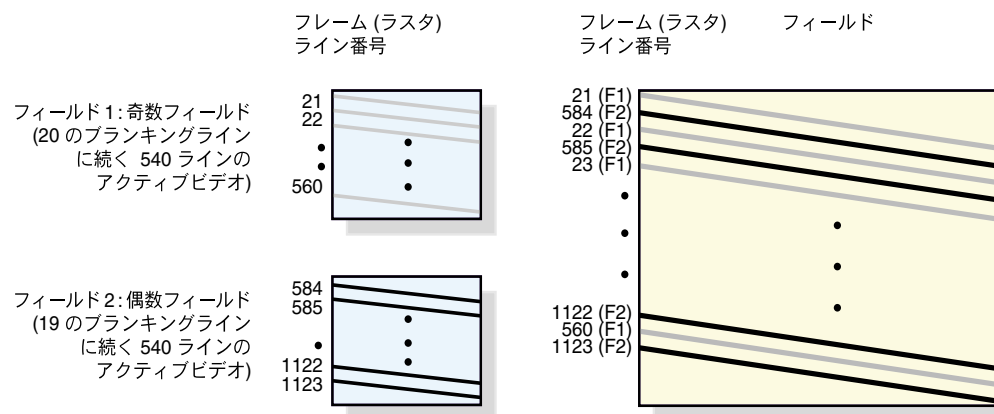 フレーム (ラスタ)
ライン番号
フィールド 1: 奇数フィールド
(20 のブランキングライン
に続く 540 ラインの
アクティブビデオ)
21
22
560
フィールド 2: 偶数フィールド
(19 のブランキングライン
に続く 540 ラインの
アクティブビデオ)
584
585
1122
1123
フレーム (ラスタ)
ライン番号
フィールド
21 (F1)
584 (F2)
22 (F1)
585 (F2)
23 (F1)
1122 (F2)
560 (F1)
1123 (F2)